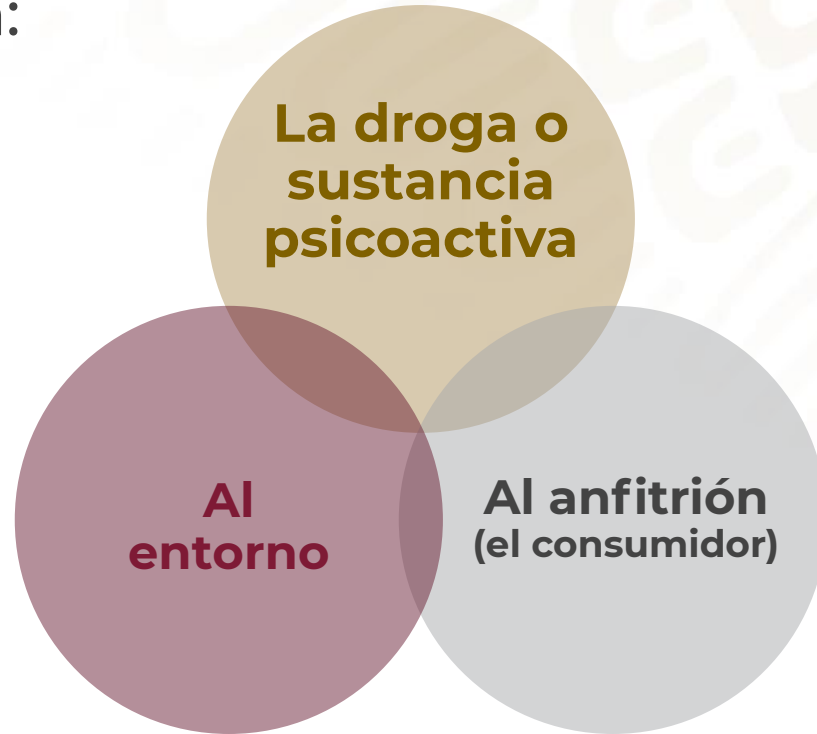 La droga o
sustancia
psicoactiva
Al
entorno
Al anfitrión
(el consumidor)